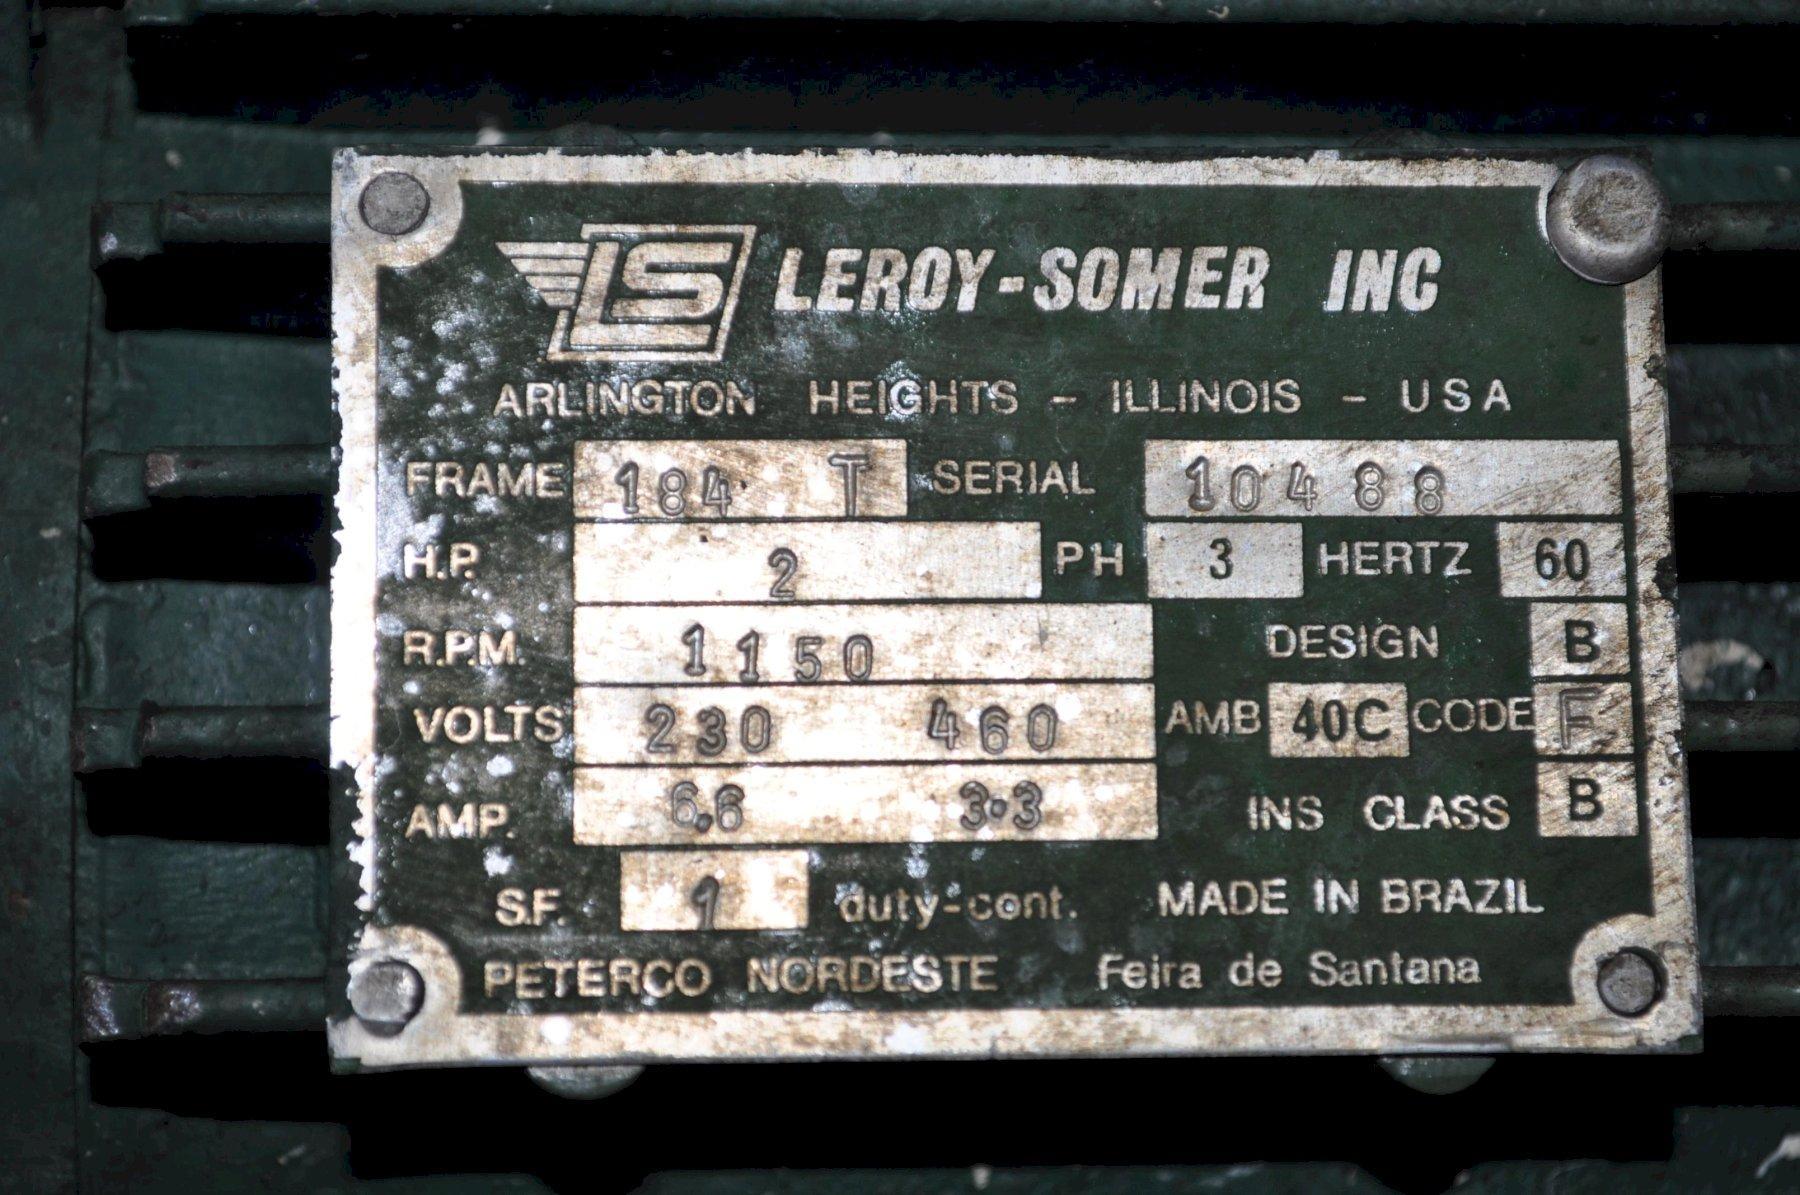 LS LEROY-SOMER INC
ARLINGTON HEIGHTS - ILLINOIS - USA
FRAME 184 T SERIAL 10488
H.P. 2 PH 3 HERTZ 60
R.P.M. 1150 DESIGN B
VOLTS 230 460 AMB 40C CODE F
AMP. 6.6 3.3 INS CLASS B
S.F. 1 duty-cont. MADE IN BRAZIL
PETERCO NORDESTE Feira de Santana